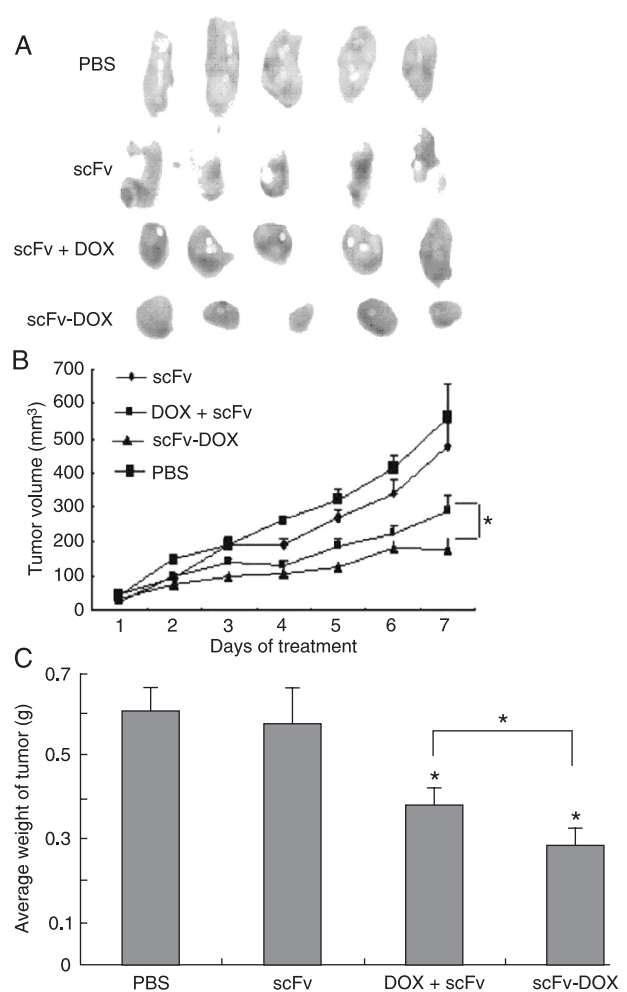 A
PBS
scFv
scFv + DOX
scFv-DOX
B
Tumor volume (mm³)
700
600
500
400
300
200
100
0
scFv
DOX + scFv
scFv-DOX
PBS
*
1 2 3 4 5 6 7
Days of treatment
C
Average weight of tumor (g)
0.7
0.5
0.3
0.1
0
*
*
*
PBS scFv DOX + scFv scFv-DOX